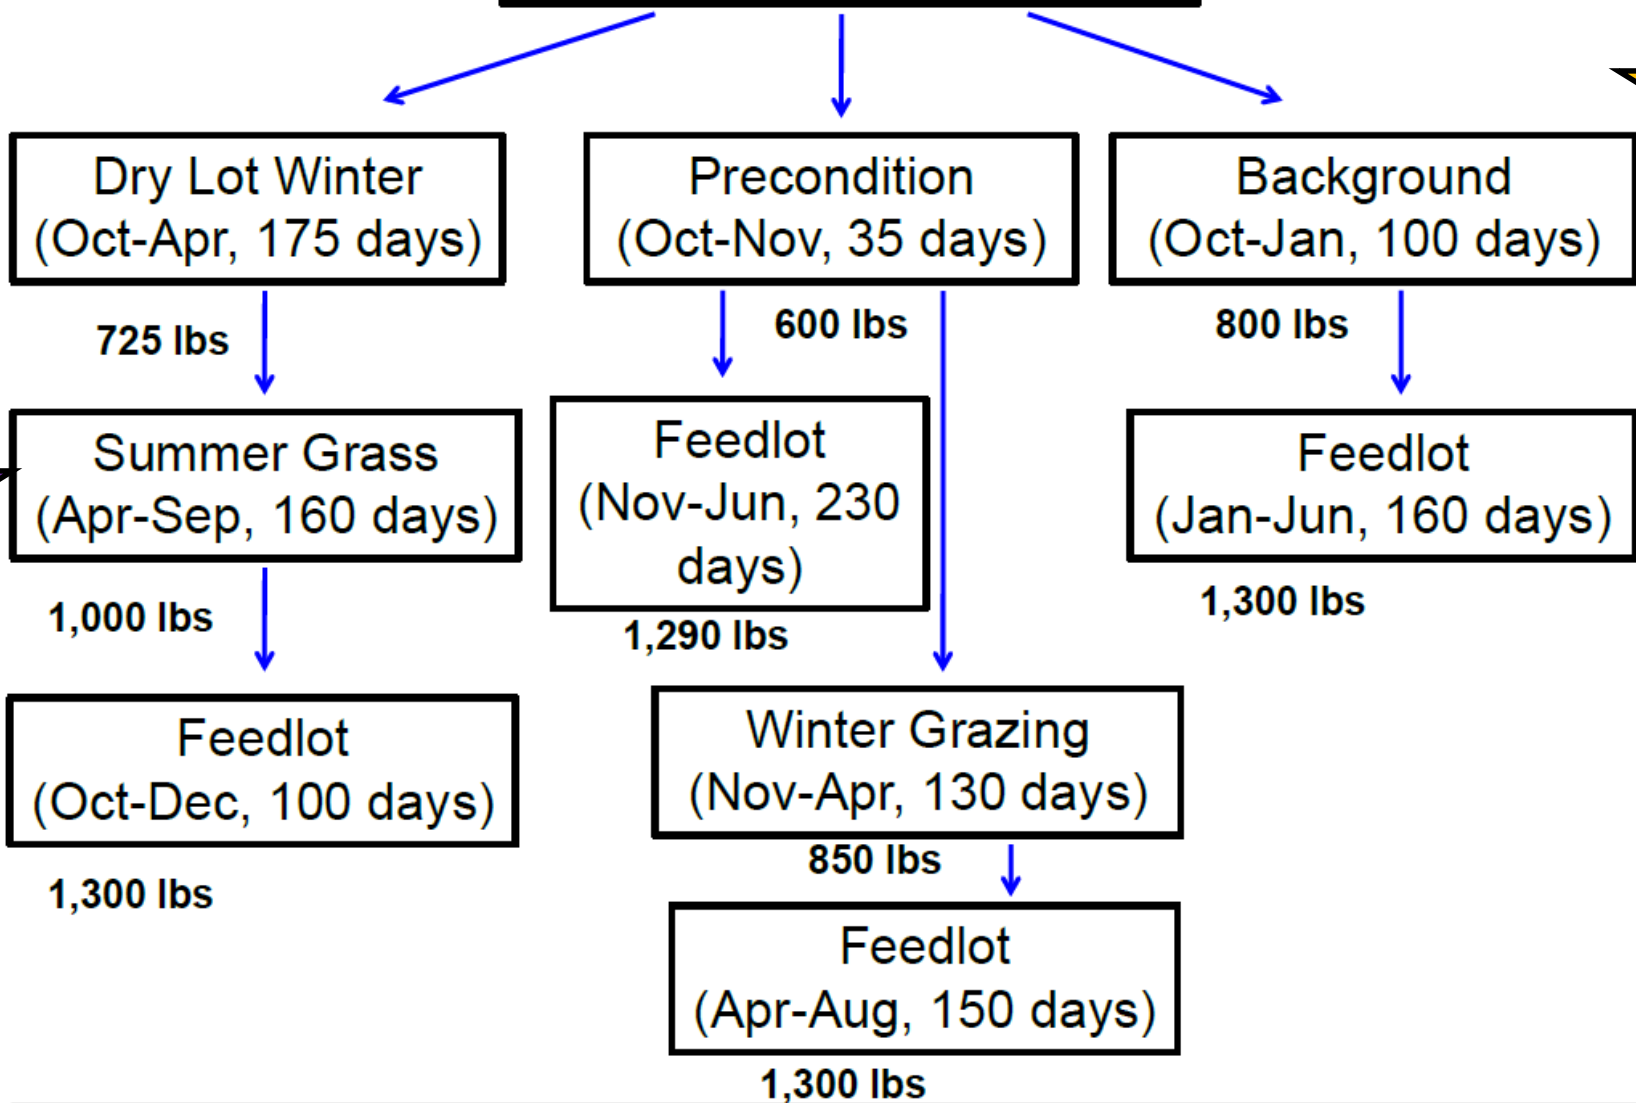 Dry Lot Winter
(Oct-Apr, 175 days)
725 lbs
Summer Grass
(Apr-Sep, 160 days)
1,000 lbs
Feedlot
(Oct-Dec, 100 days)
1,300 lbs
Precondition
(Oct-Nov, 35 days)
600 lbs
Feedlot
(Nov-Jun, 230
days)
1,290 lbs
Winter Grazing
(Nov-Apr, 130 days)
850 lbs
Feedlot
(Apr-Aug, 150 days)
1,300 lbs
Background
(Oct-Jan, 100 days)
800 lbs
Feedlot
(Jan-Jun, 160 days)
1,300 lbs